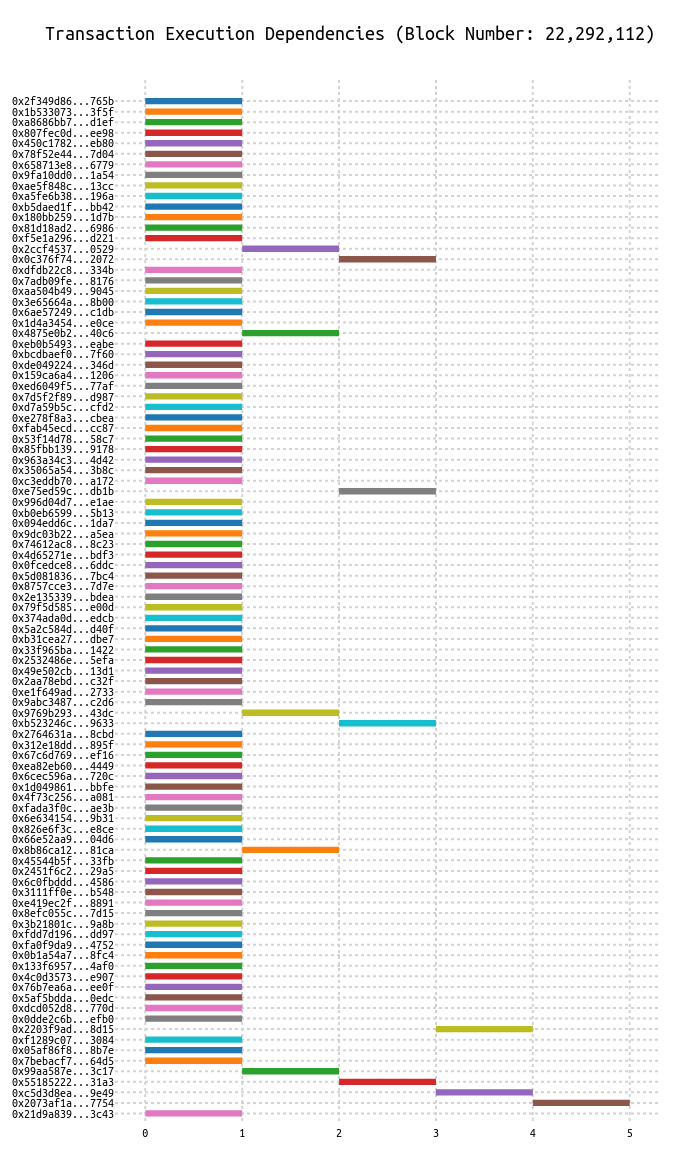 Transaction Execution Dependencies (Block Number: 22,292,112)
0x2f349d86...765b
0x1b533073...3f5f
0xa8686bb7...d1ef
0x807fec0d...ee98
0x450c1782...eb80
0x78f52e44...7d04
0x658713e8...6779
0x9fa10dd0...1a54
0xae5f848c...13cc
0xa5fe6b38...196a
0xb5daed1f...bb42
0x180bb259...1d7b
0x81d18ad2...6986
0xf5e1a296...d221
0x2ccf4537...0529
0x0c376f74...2072
0xdfdb22c8...334b
0x7adb09fe...8176
0xaa504b49...9045
0x3e65664a...8b00
0x6ae57249...c1db
0x1d4a3454...e0ce
0x4875e0b2...40c6
0xeb0b5493...eabe
0xbcdbaef0...7f60
0xde049224...346d
0x159ca6a4...1206
0xed6049f5...77af
0x7d5f2f89...d987
0xd7a59b5c...cfd2
0xe278f8a3...cbea
0xfab45ecd...cc87
0x53f14d78...58c7
0x85fbb139...9178
0x963a34c3...4d42
0x35065a54...3b8c
0xc3eddb70...a172
0xe75ed59c...db1b
0x996d04d7...e1ae
0xb0eb6599...5b13
0x094edd6c...1da7
0x9dc03b22...a5ea
0x74612ac8...8c23
0x4d65271e...bdf3
0x0fcedce8...6ddc
0x5d081836...7bc4
0x8757cce3...7d7e
0x2e135339...bdea
0x79f5d585...e00d
0x374ada0d...edcb
0x5a2c584d...d40f
0xb31cea27...dbe7
0x33f965ba...1422
0x2532486e...5efa
0x49e502cb...13d1
0x2aa78ebd...c32f
0xe1f649ad...2733
0x9abc3487...c2d6
0x9769b293...43dc
0xb523246c...9633
0x2764631a...8cbd
0x312e18dd...895f
0x67c6d769...ef16
0xea82eb60...4449
0x6cec596a...720c
0x1d049861...bbfe
0x4f73c256...a081
0xfada3f0c...ae3b
0x6e634154...9b31
0x826e6f3c...e8ce
0x66e52aa9...04d6
0x8b86ca12...81ca
0x45544b5f...33fb
0x2451f6c2...29a5
0x6c0fbddd...4586
0x3111ff0e...b548
0xe419ec2f...8891
0x8efc055c...7d15
0x3b21801c...9a8b
0xfdd7d196...dd97
0xfa0f9da9...4752
0x0b1a54a7...8fc4
0x133f6957...4af0
0x4c0d3573...e907
0x76b7ea6a...ee0f
0x5af5bdda...0edc
0xdcd052d8...770d
0x0dde2c6b...efb0
0x2203f9ad...8d15
0xf1289c07...3084
0x05af86f8...8b7e
0x7bebacf7...64d5
0x99aa587e...3c17
0x55185222...31a3
0xc5d3d8ea...9e49
0x2073af1a...7754
0x21d9a839...3c43
0 1 2 3 4 5